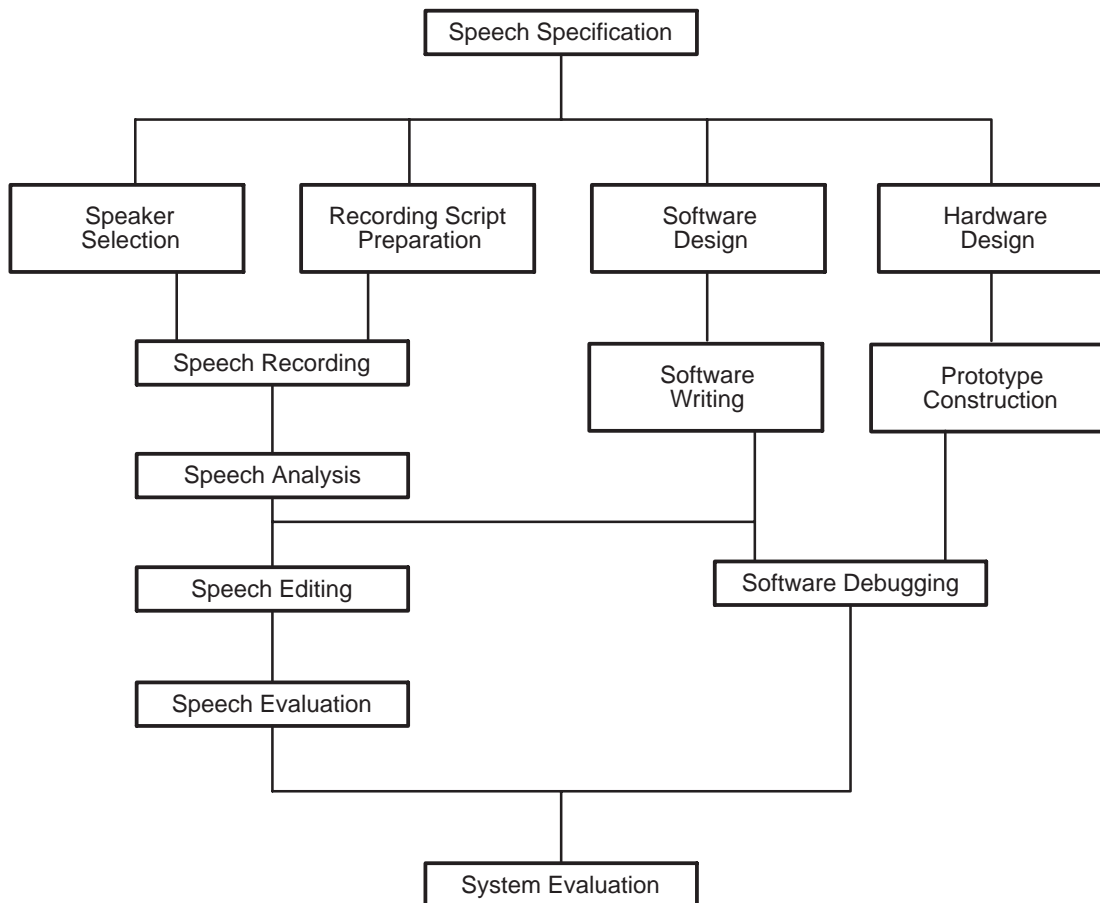 Speech Specification
Speaker
Selection
Recording Script
Preparation
Software
Design
Hardware
Design
Speech Recording
Software
Writing
Prototype
Construction
Speech Analysis
Speech Editing
Software Debugging
Speech Evaluation
System Evaluation